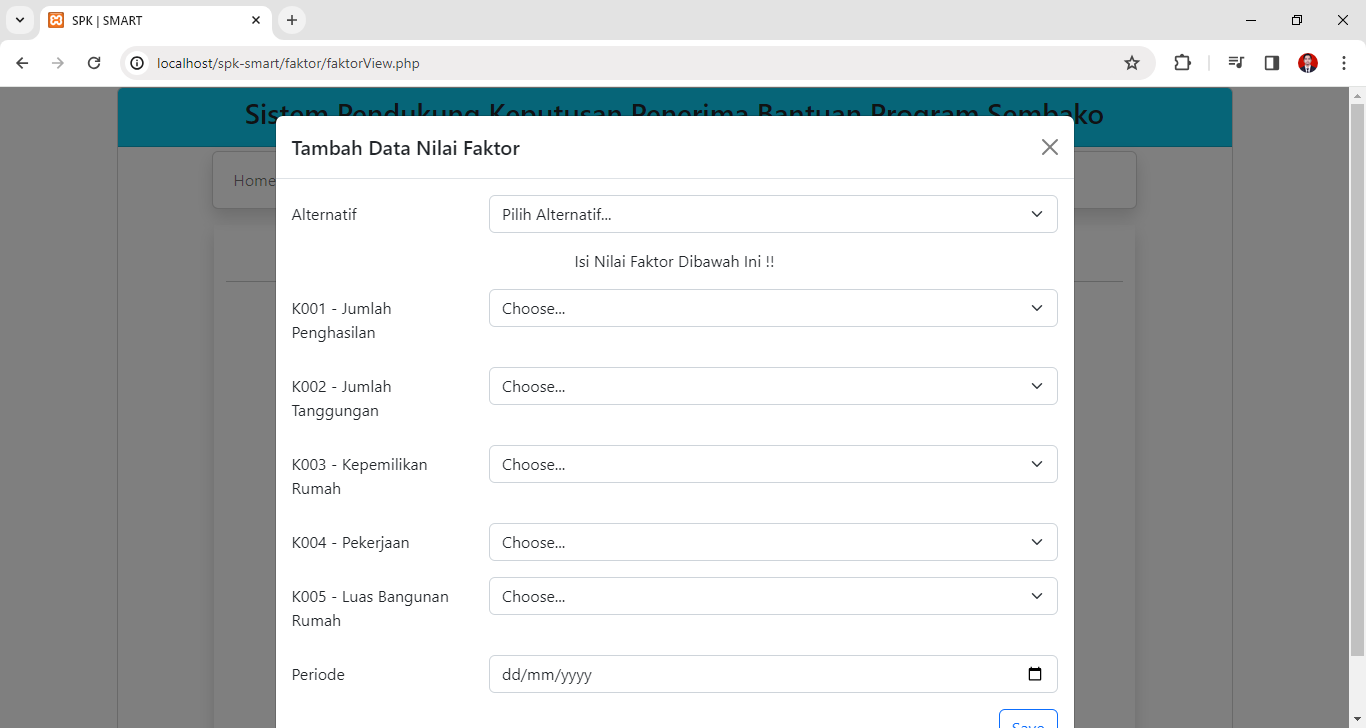 SPK | SMART
localhost/spk-smart/faktor/faktorView.php
Sistem Pendukung Keputusan Penerima Bantuan Program Sembako
Tambah Data Nilai Faktor
Home
Alternatif
Pilih Alternatif...
Isi Nilai Faktor Dibawah Ini !!
K001 - Jumlah
Penghasilan
Choose...
K002 - Jumlah
Tanggungan
Choose...
K003 - Kepemilikan
Rumah
Choose...
K004 - Pekerjaan
Choose...
K005 - Luas Bangunan
Rumah
Choose...
Periode
dd/mm/yyyy
Save